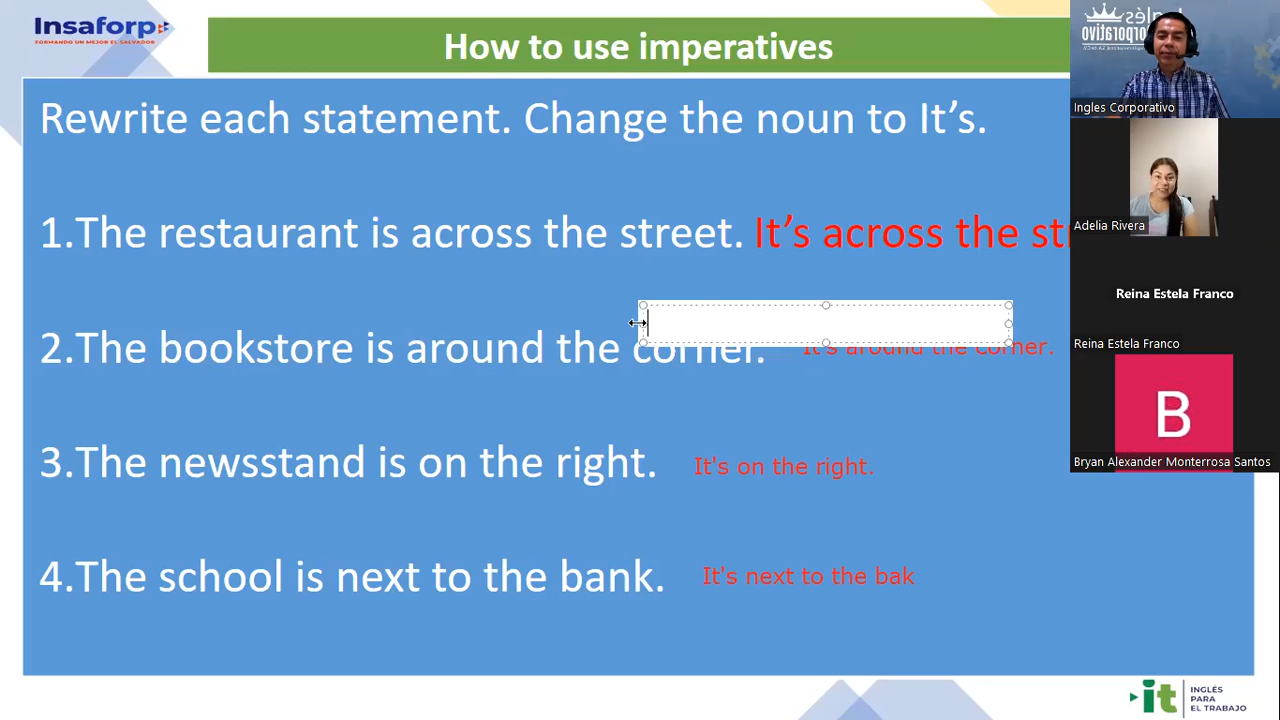 Insaforp
FORMANDO UN MEJOR EL SALVADOR
How to use imperatives
Rewrite each statement. Change the noun to It’s.
1.The restaurant is across the street. It’s across the
2.The bookstore is around the corner. It's around the corner.
3.The newsstand is on the right. It's on the right.
4.The school is next to the bank. It's next to the bak
Inglés
Corporativo
Ingles Corporativo
Adelia Rivera
Reina Estela Franco
Reina Estela Franco
B
Bryan Alexander Monterrosa Santos
it
INGLÉS
PARA
EL TRABAJO